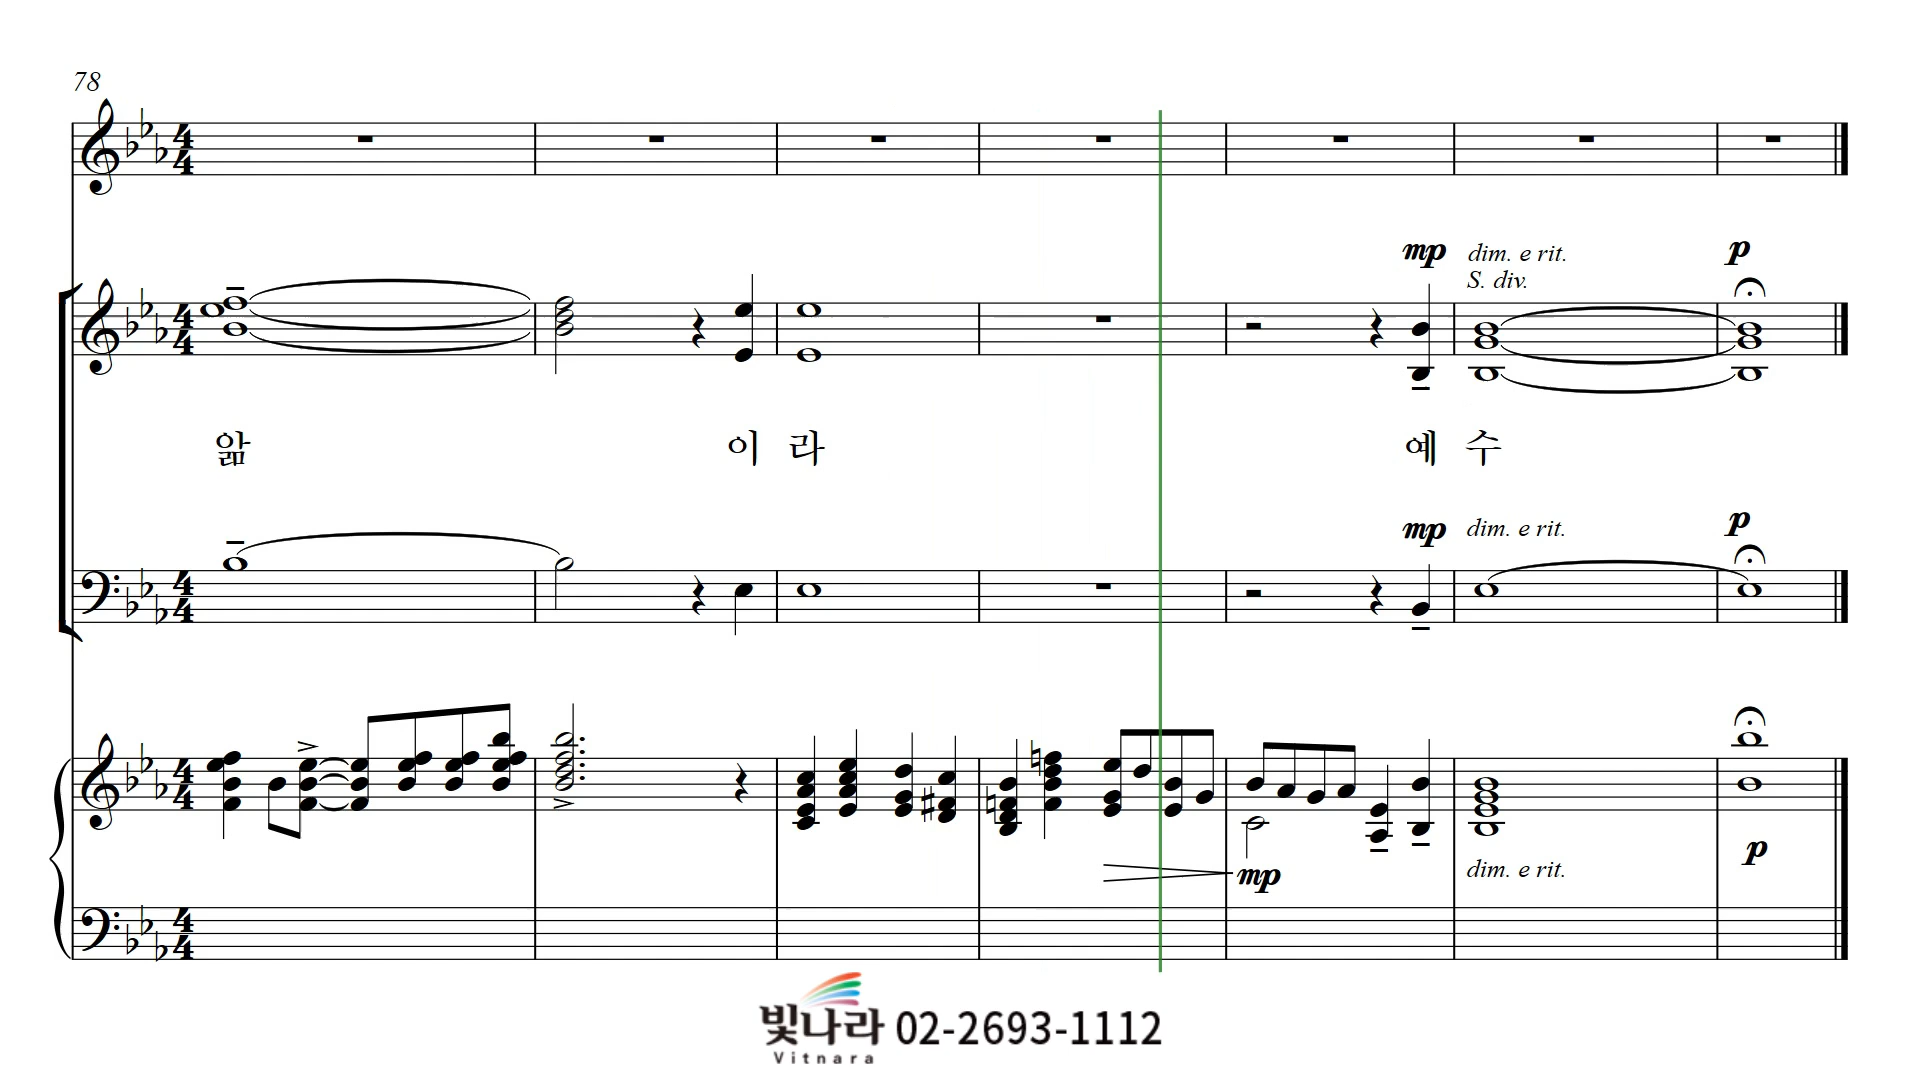 78
mp dim. e rit. p
S. div.
앎 이 라 예 수
mp dim. e rit. p
mp dim. e rit. p
빛나라 02-2693-1112
Vitnara